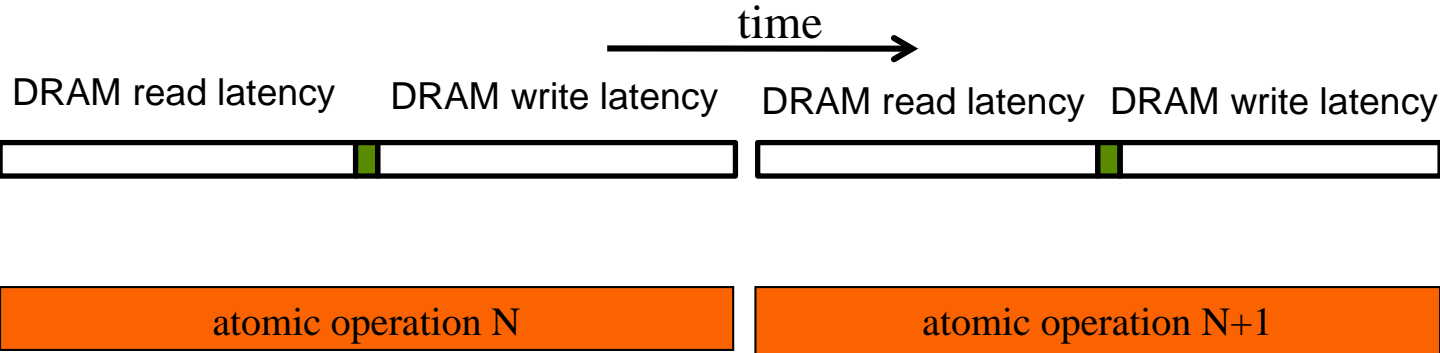 time
DRAM read latency DRAM write latency DRAM read latency DRAM write latency
atomic operation N atomic operation N+1